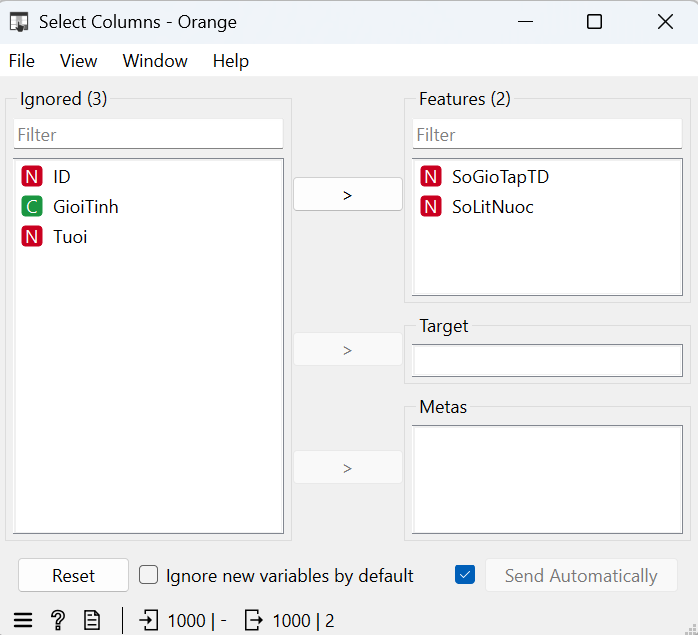 Select Columns - Orange
File View Window Help
Ignored (3)
Filter
N ID
C GioiTinh
N Tuoi
>
>
>
Features (2)
Filter
N SoGioTapTD
N SoLitNuoc
Target
Metas
Reset
Ignore new variables by default
Send Automatically
? 1000 | - 1000 | 2